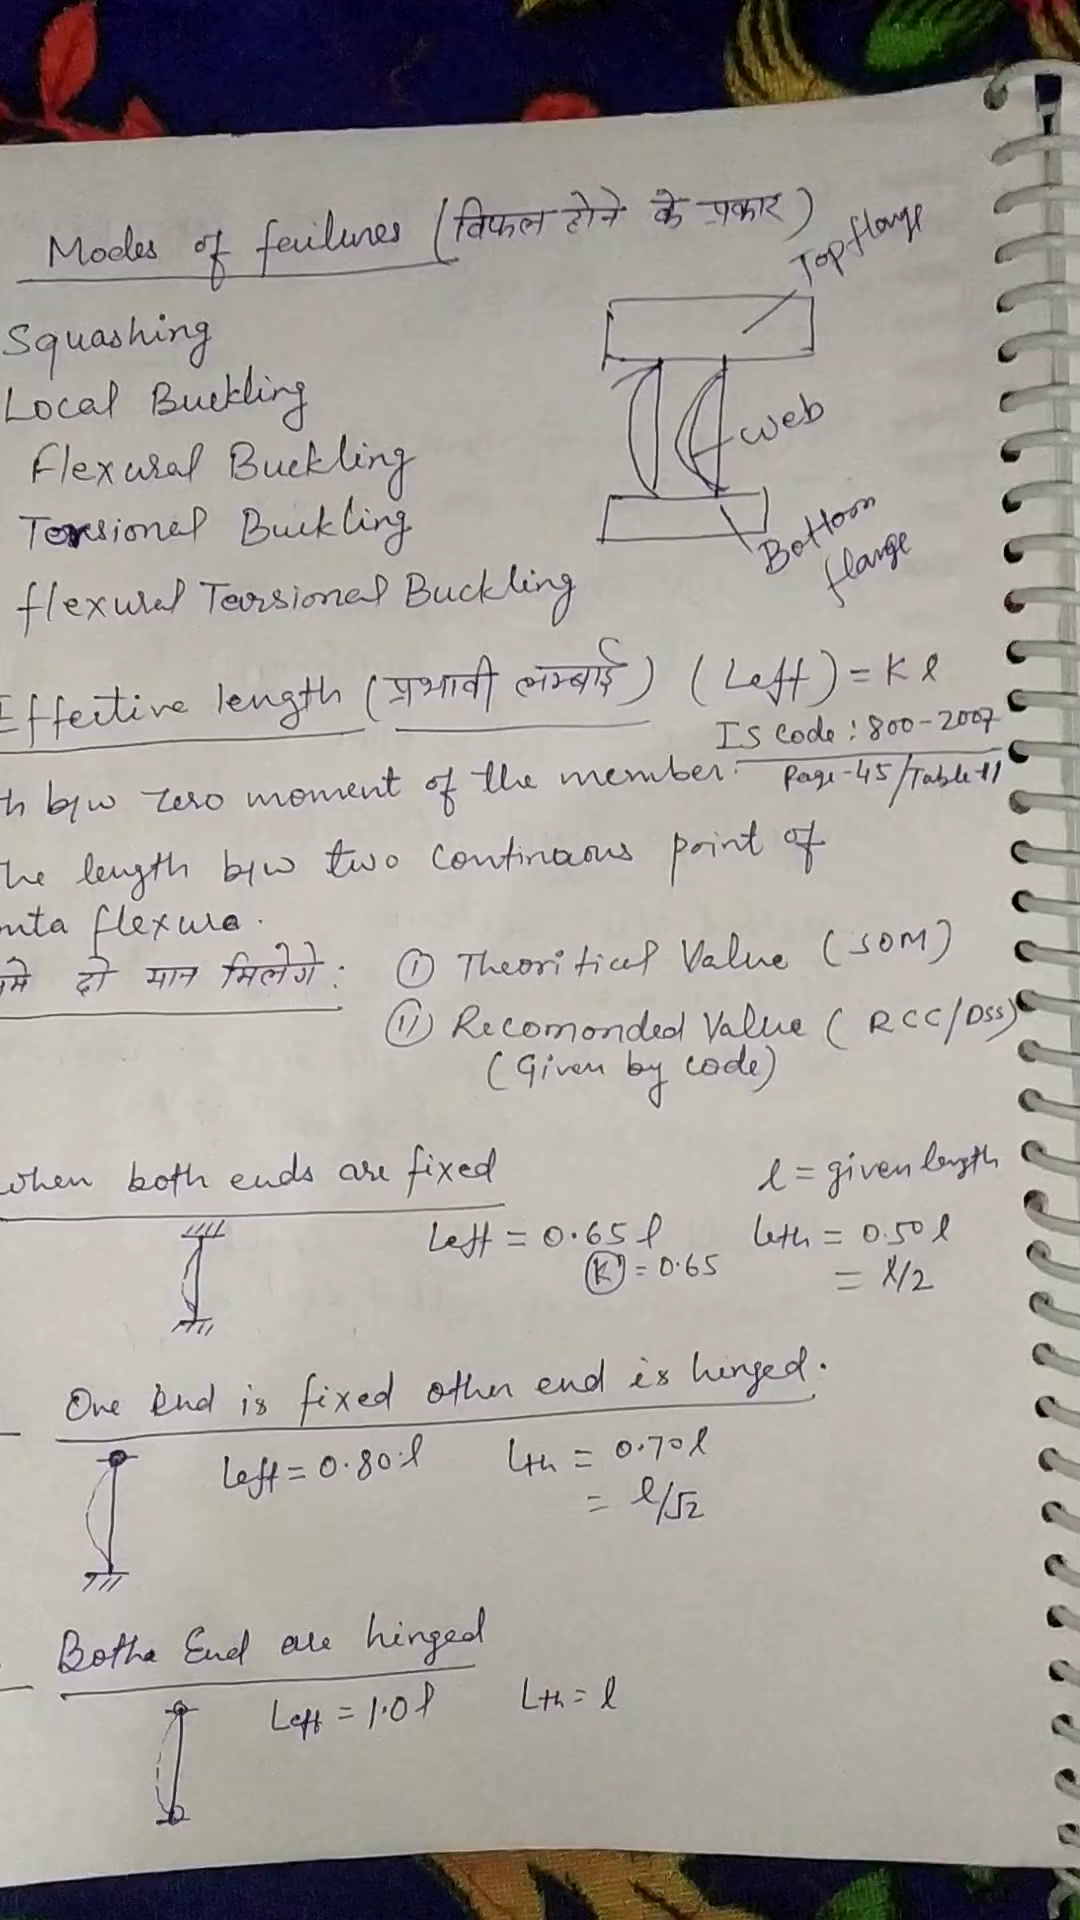 Modes of failures (विफल होने के प्रकार)
Top flange
Squashing
Local Buckling
web
Flexural Buckling
Torsional Buckling
Bottom
flange
flexural Torsional Buckling
Effective length (प्रभावी लम्बाई) (Leff) = K l
IS Code : 800-2007
Page-45/Table-11
th b/w zero moment of the member.
he length b/w two continuous point of
nta flexure.
मे दो मान मिलेगे :
(i) Theoritical Value (SOM)
(ii) Recomonded Value ( RCC/DSS)
(Given by code)
when both ends are fixed
l = given length
Leff = 0.65 l
Leth = 0.50 l
K = 0.65
= l/2
One End is fixed other end is hinged.
Leff = 0.80 l
Lth = 0.70 l
= l/√2
Botha End are hinged
Leff = 1.0 l
Lth = l